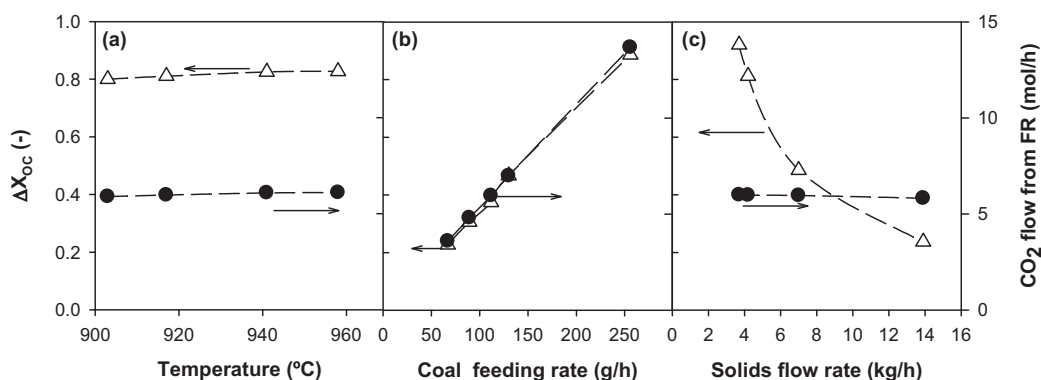 (a)
(b)
(c)
1.0
0.8
0.6
0.4
0.2
0.0
ΔX_OC (-)
15
10
5
0
CO₂ flow from FR (mol/h)
900 920 940 960
0 50 100 150 200 250 300
0 2 4 6 8 10 12 14 16
Temperature (ºC)
Coal feeding rate (g/h)
Solids flow rate (kg/h)